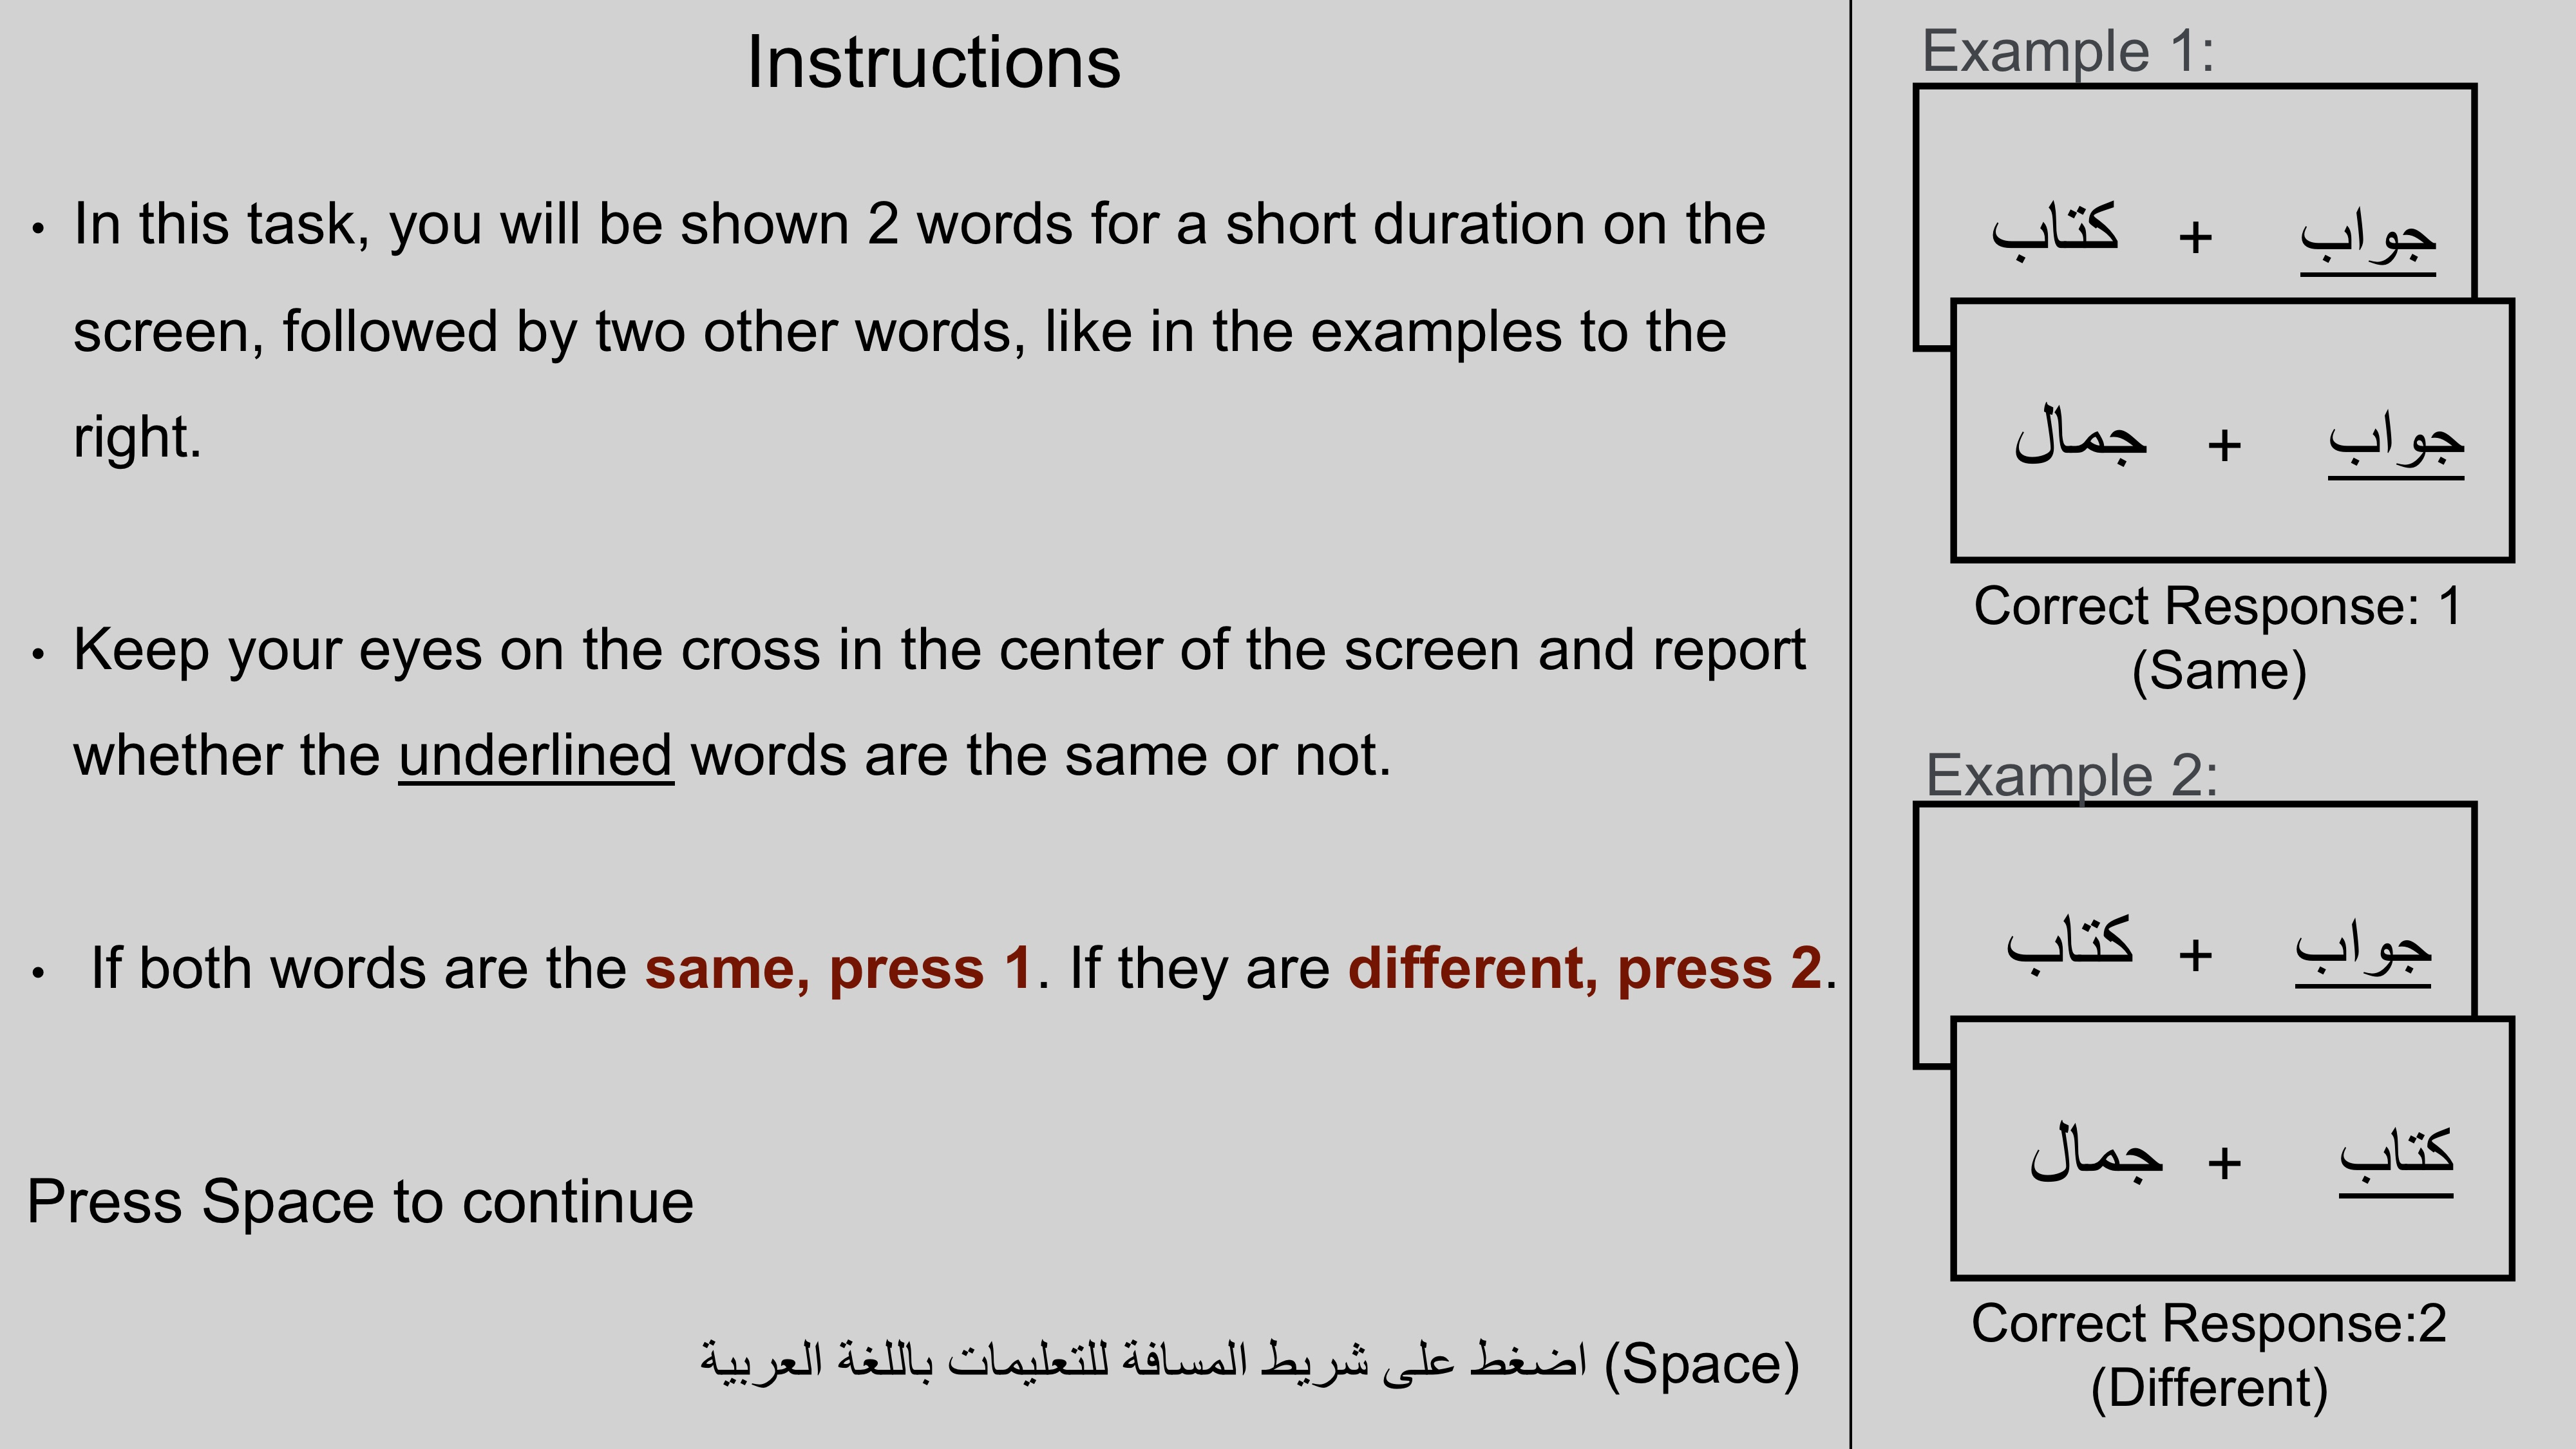 Instructions
• In this task, you will be shown 2 words for a short duration on the
screen, followed by two other words, like in the examples to the
right.
• Keep your eyes on the cross in the center of the screen and report
whether the underlined words are the same or not.
• If both words are the same, press 1. If they are different, press 2.
Press Space to continue
(Space) اضغط على شريط المسافة للتعليمات باللغة العربية
Example 1:
جواب + كتاب
جواب + جمال
Correct Response: 1
(Same)
Example 2:
جواب + كتاب
كتاب + جمال
Correct Response:2
(Different)